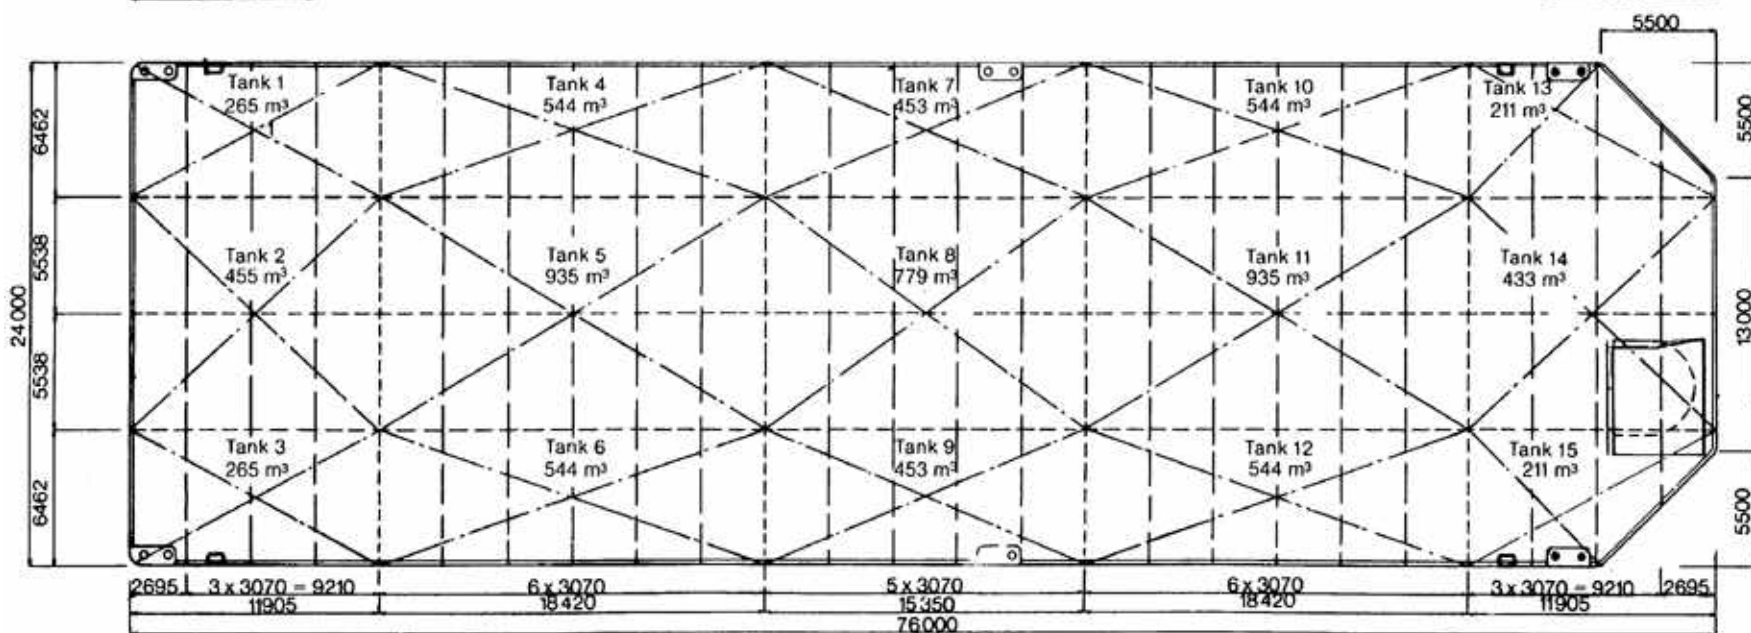 5500
Tank 1
265 m³
Tank 4
544 m³
Tank 7
453 m³
Tank 10
544 m³
Tank 13
211 m³
6462
5500
Tank 2
455 m³
Tank 5
935 m³
Tank 8
779 m³
Tank 11
935 m³
Tank 14
433 m³
5538
24000
13000
5538
Tank 3
265 m³
Tank 6
544 m³
Tank 9
453 m³
Tank 12
544 m³
Tank 15
211 m³
6462
5500
2695 3 x 3070 = 9210 6 x 3070 5 x 3070 6 x 3070 3 x 3070 = 9210 2695
11905 18420 15350 18420 11905
76000